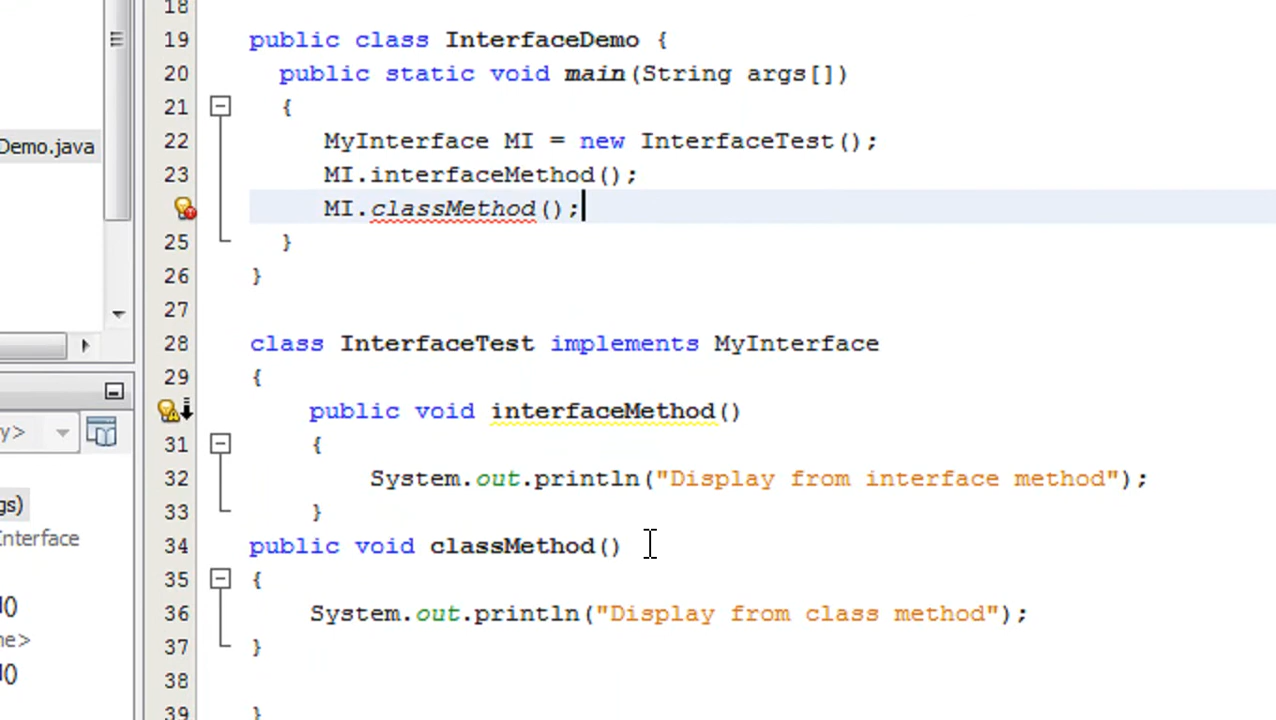 18
19 public class InterfaceDemo {
20 public static void main(String args[])
21 {
22 MyInterface MI = new InterfaceTest();
23 MI.interfaceMethod();
MI.classMethod();
25 }
26 }
27
28 class InterfaceTest implements MyInterface
29 {
public void interfaceMethod()
31 {
32 System.out.println("Display from interface method");
33 }
34 public void classMethod()
35 {
36 System.out.println("Display from class method");
37 }
38
39 }
Demo.java
y>
gs)
nterface
d()
ne>
d()